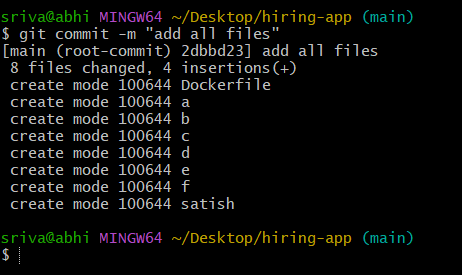 sriva@abhi MINGW64 ~/Desktop/hiring-app (main)
$ git commit -m "add all files"
[main (root-commit) 2dbbd23] add all files
 8 files changed, 4 insertions(+)
 create mode 100644 Dockerfile
 create mode 100644 a
 create mode 100644 b
 create mode 100644 c
 create mode 100644 d
 create mode 100644 e
 create mode 100644 f
 create mode 100644 satish
sriva@abhi MINGW64 ~/Desktop/hiring-app (main)
$